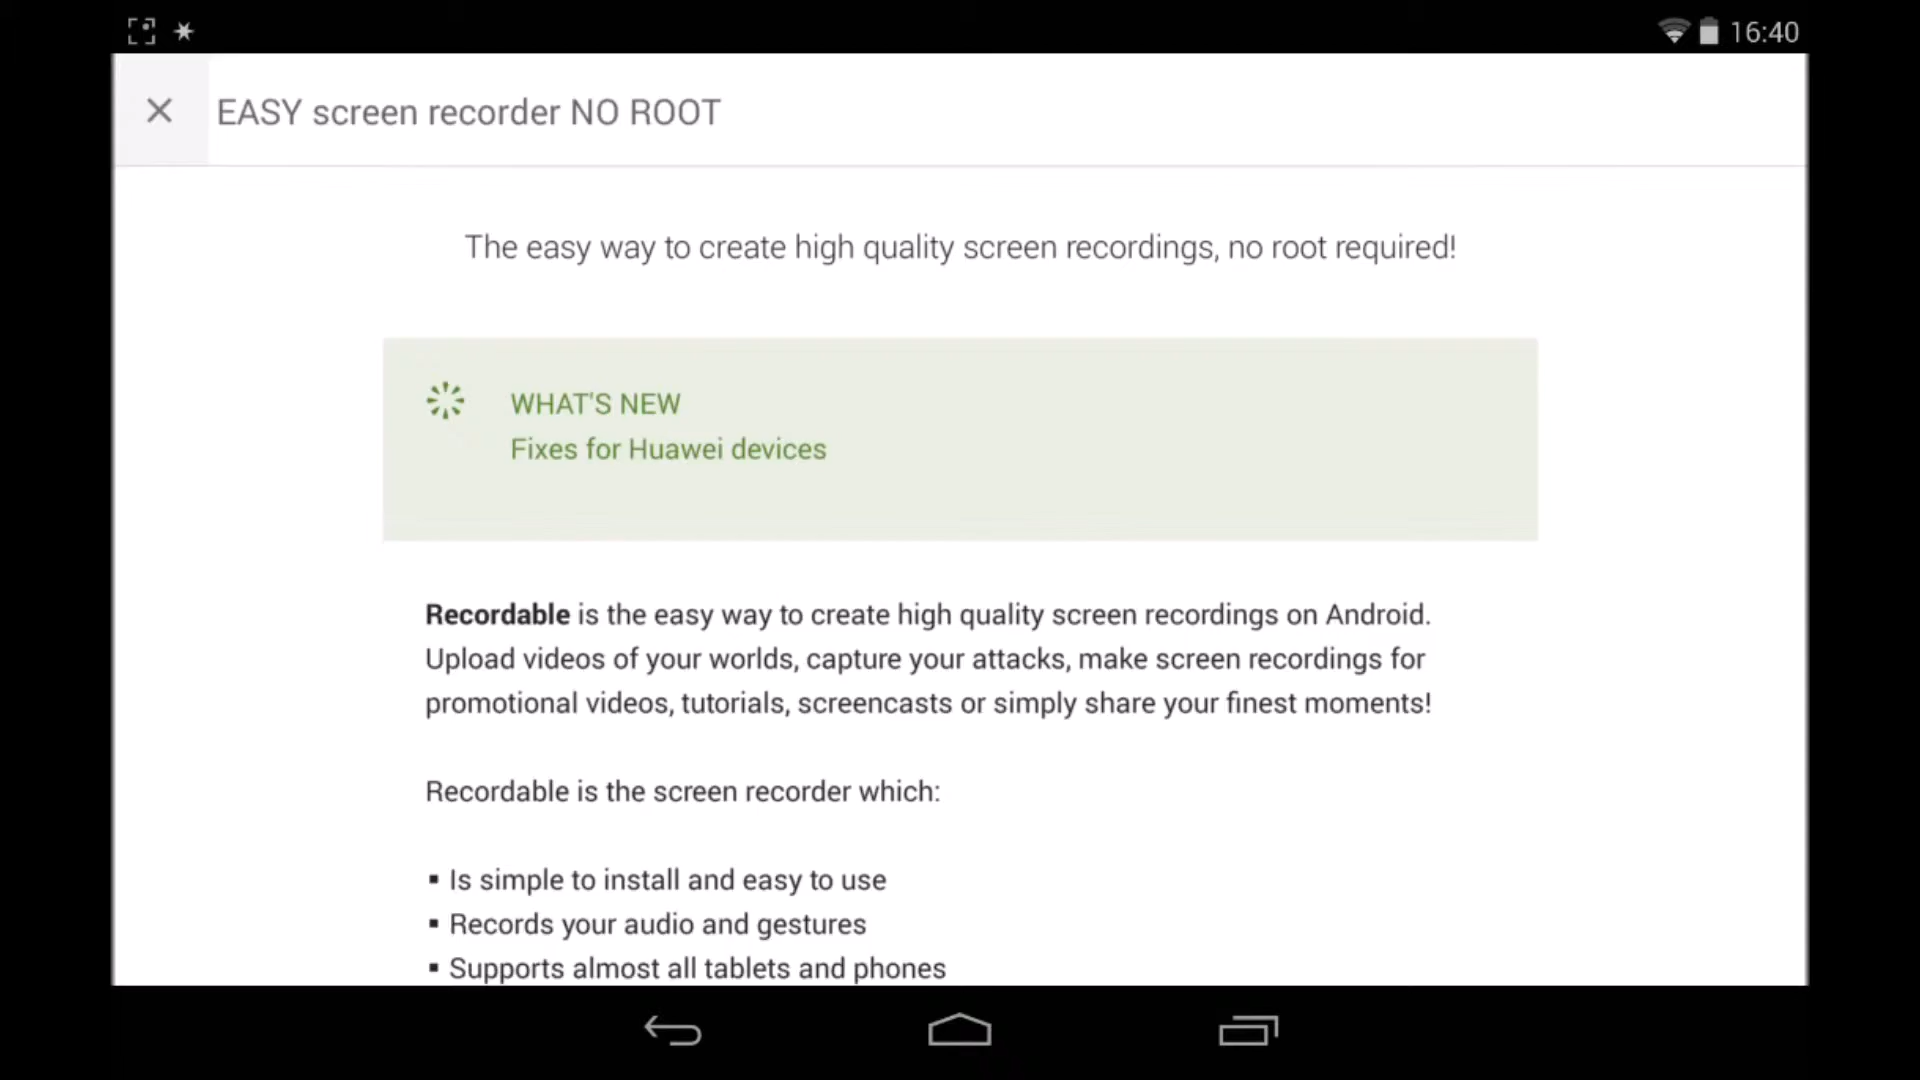 16:40
EASY screen recorder NO ROOT
The easy way to create high quality screen recordings, no root required!
WHAT'S NEW
Fixes for Huawei devices
Recordable is the easy way to create high quality screen recordings on Android.
Upload videos of your worlds, capture your attacks, make screen recordings for
promotional videos, tutorials, screencasts or simply share your finest moments!
Recordable is the screen recorder which:
▪ Is simple to install and easy to use
▪ Records your audio and gestures
▪ Supports almost all tablets and phones